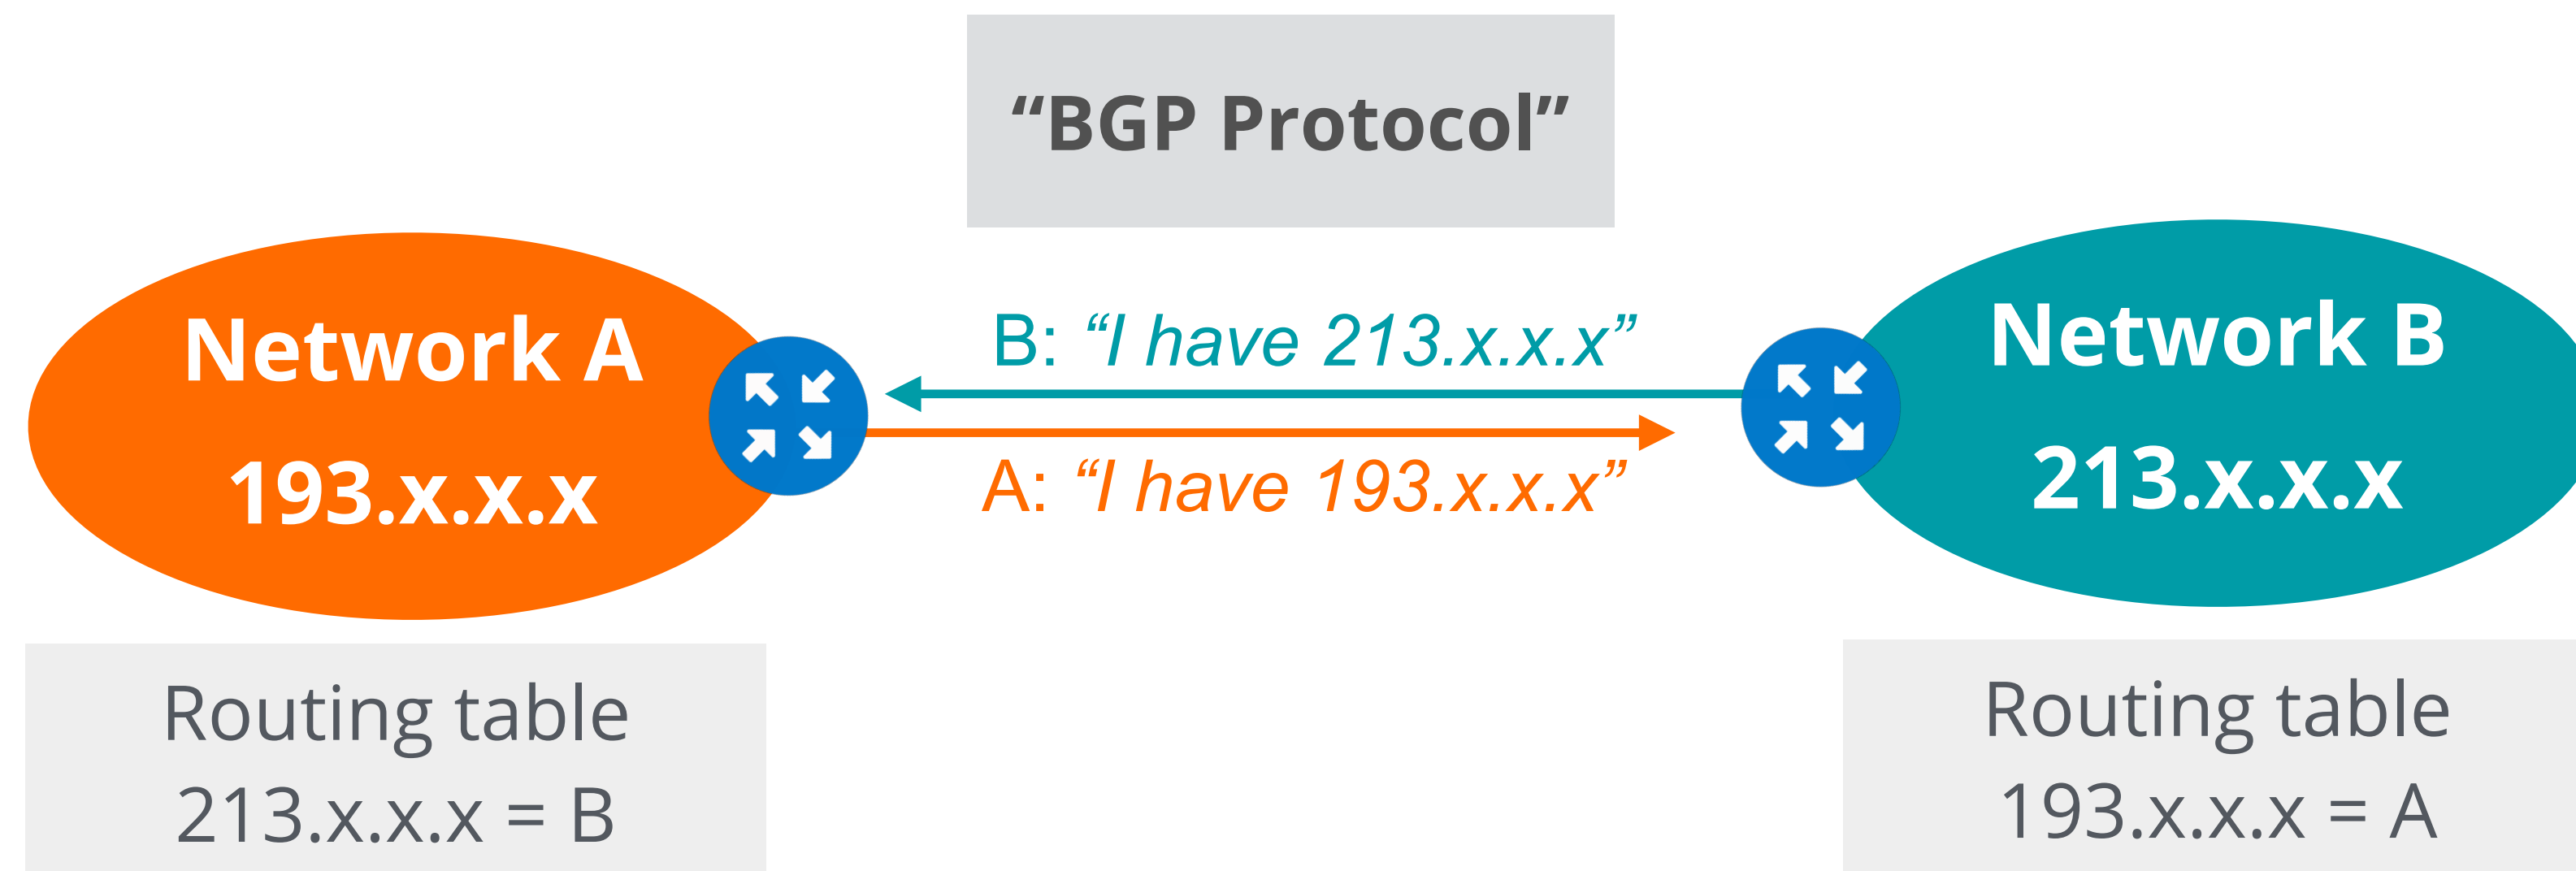 “BGP Protocol”
Network A
193.x.x.x
B: “I have 213.x.x.x”
A: “I have 193.x.x.x”
Network B
213.x.x.x
Routing table
213.x.x.x = B
Routing table
193.x.x.x = A